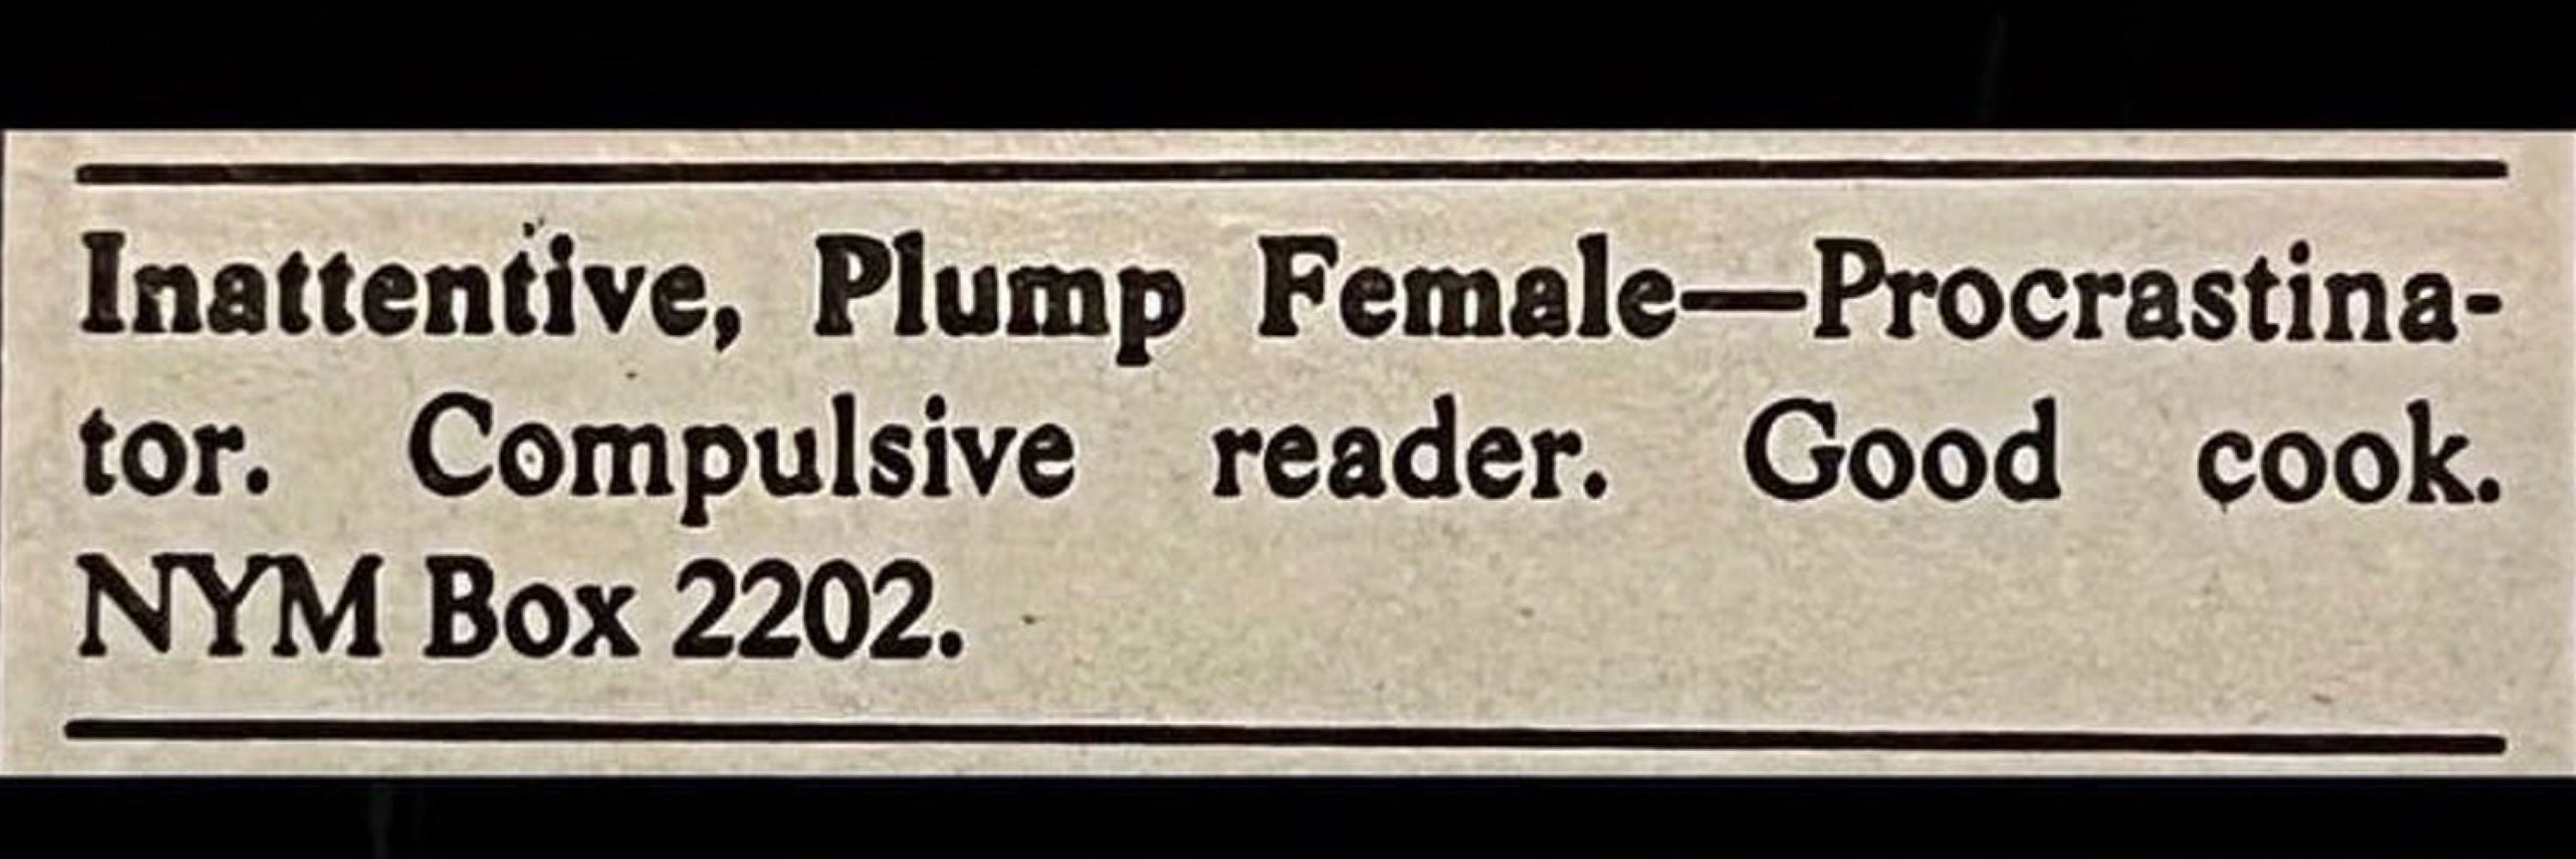 Inattentive, Plump Female—Procrastina-
tor. Compulsive reader. Good cook.
NYM Box 2202.